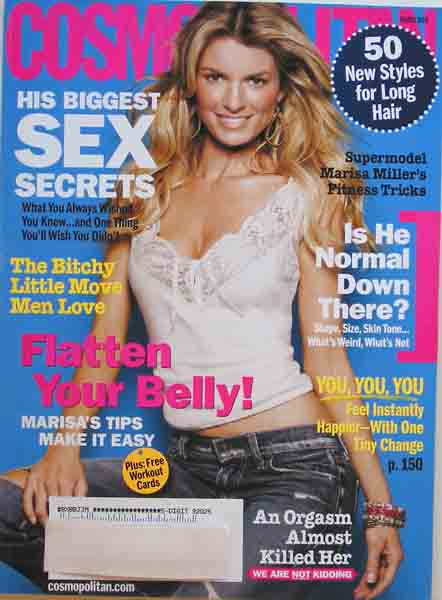 COSMOPOLITAN
50
New Styles
for Long
Hair
HIS BIGGEST
SEX
SECRETS
What You Always Wished
You Knew...and One Thing
You'll Wish You Didn't
Supermodel
Marisa Miller's
Fitness Tricks
The Bitchy
Little Move
Men Love
Is He
Normal
Down
There?
Shape, Size, Skin Tone...
What's Weird, What's Not
Flatten
Your Belly!
MARISA'S TIPS
MAKE IT EASY
Plus: Free
Workout
Cards
YOU, YOU, YOU
Feel Instantly
Happier—With One
Tiny Change
p. 150
5-DIGIT 92026
An Orgasm
Almost
Killed Her
WE ARE NOT KIDDING
cosmopolitan.com